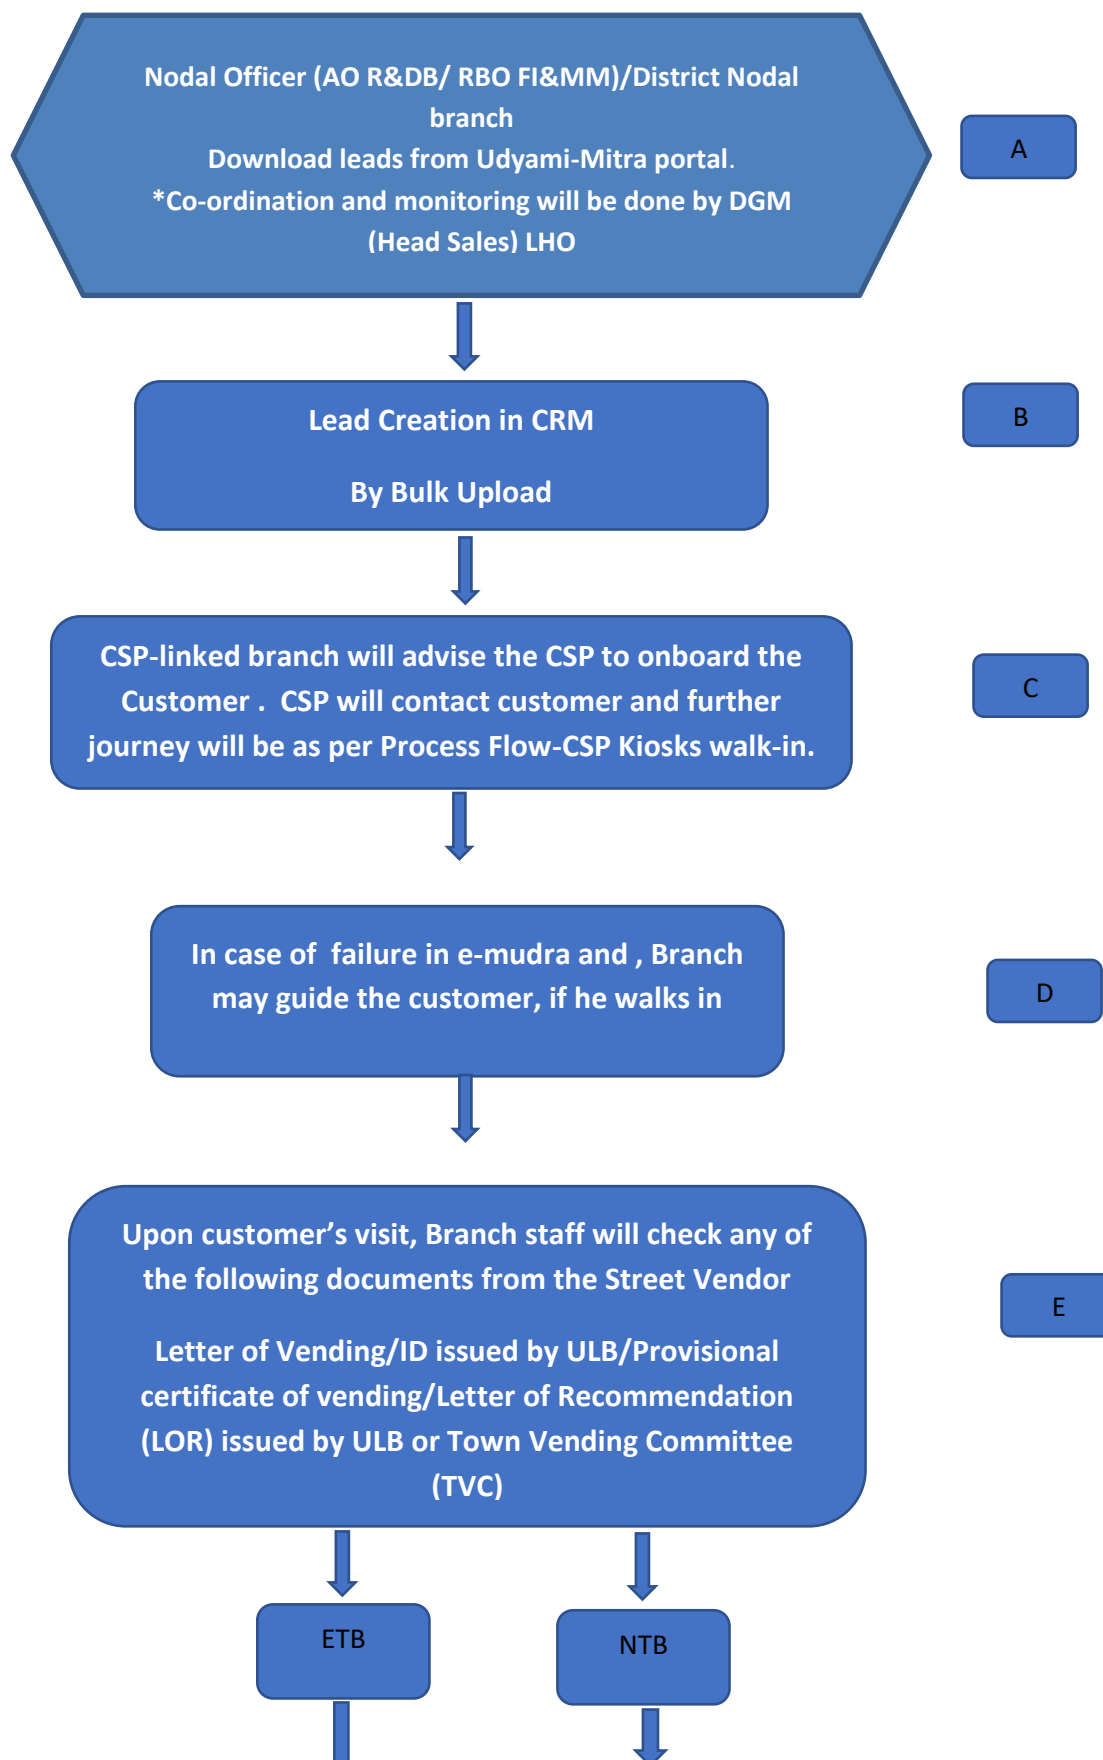 Nodal Officer (AO R&DB/ RBO FI&MM)/District Nodal
branch
Download leads from Udyami-Mitra portal.
*Co-ordination and monitoring will be done by DGM
(Head Sales) LHO
A
Lead Creation in CRM
By Bulk Upload
B
CSP-linked branch will advise the CSP to onboard the
Customer .  CSP will contact customer and further
journey will be as per Process Flow-CSP Kiosks walk-in.
C
In case of  failure in e-mudra and , Branch
may guide the customer, if he walks in
D
Upon customer’s visit, Branch staff will check any of
the following documents from the Street Vendor
Letter of Vending/ID issued by ULB/Provisional
certificate of vending/Letter of Recommendation
(LOR) issued by ULB or Town Vending Committee
(TVC)
E
ETB
NTB